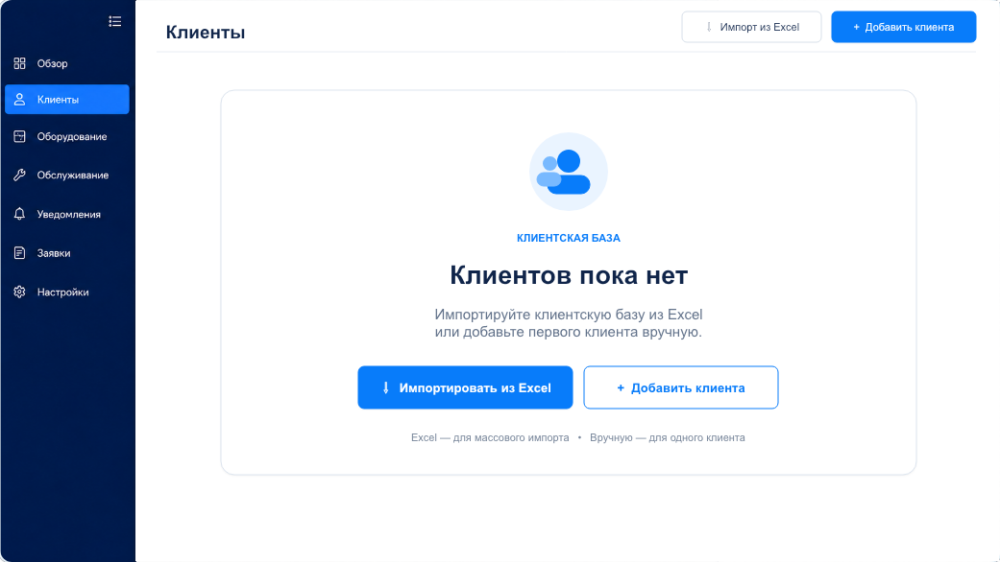 Обзор
Клиенты
Оборудование
Обслуживание
Уведомления
Заявки
Настройки
Клиенты
Импорт из Excel
+ Добавить клиента
КЛИЕНТСКАЯ БАЗА
Клиентов пока нет
Импортируйте клиентскую базу из Excel
или добавьте первого клиента вручную.
Импортировать из Excel
+ Добавить клиента
Excel — для массового импорта • Вручную — для одного клиента